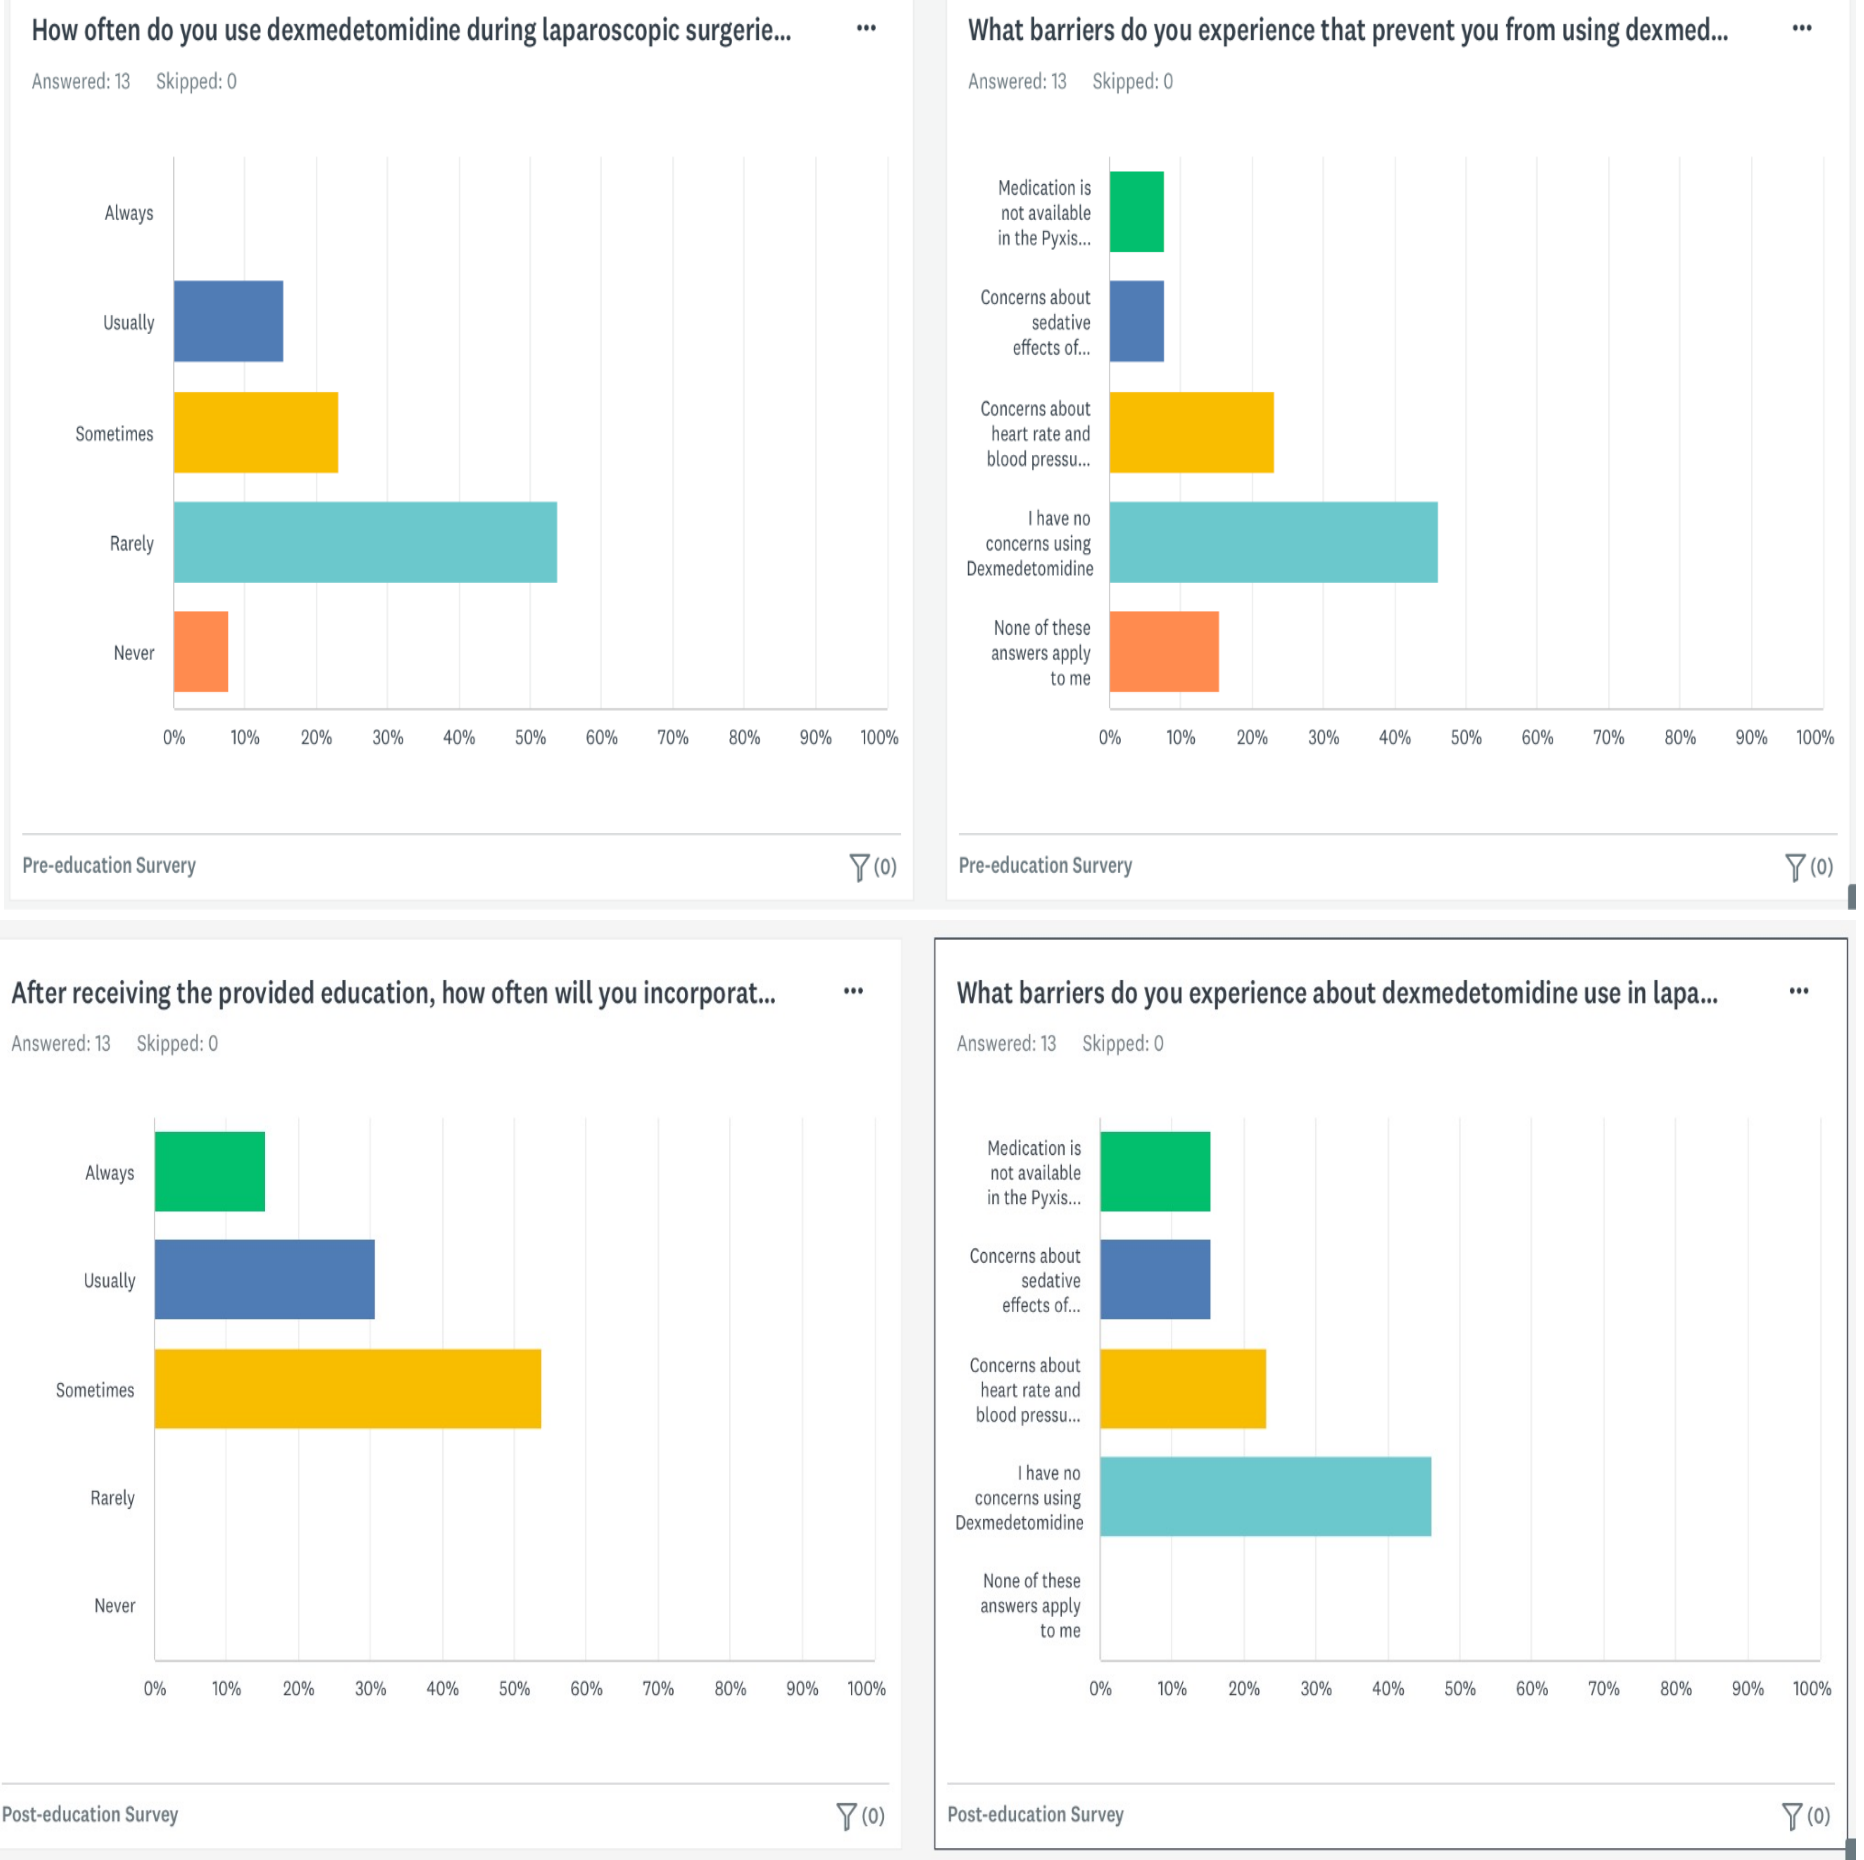 How often do you use dexmedetomidine during laparoscopic surgerie...
•••
Answered: 13 Skipped: 0
Always
Usually
Sometimes
Rarely
Never
0% 10% 20% 30% 40% 50% 60% 70% 80% 90% 100%
Pre-education Survery
(0)
What barriers do you experience that prevent you from using dexmed...
•••
Answered: 13 Skipped: 0
Medication is
not available
in the Pyxis...
Concerns about
sedative
effects of...
Concerns about
heart rate and
blood pressu...
I have no
concerns using
Dexmedetomidine
None of these
answers apply
to me
0% 10% 20% 30% 40% 50% 60% 70% 80% 90% 100%
Pre-education Survery
(0)
After receiving the provided education, how often will you incorporat...
•••
Answered: 13 Skipped: 0
Always
Usually
Sometimes
Rarely
Never
0% 10% 20% 30% 40% 50% 60% 70% 80% 90% 100%
Post-education Survey
(0)
What barriers do you experience about dexmedetomidine use in lapa...
•••
Answered: 13 Skipped: 0
Medication is
not available
in the Pyxis...
Concerns about
sedative
effects of...
Concerns about
heart rate and
blood pressu...
I have no
concerns using
Dexmedetomidine
None of these
answers apply
to me
0% 10% 20% 30% 40% 50% 60% 70% 80% 90% 100%
Post-education Survey
(0)